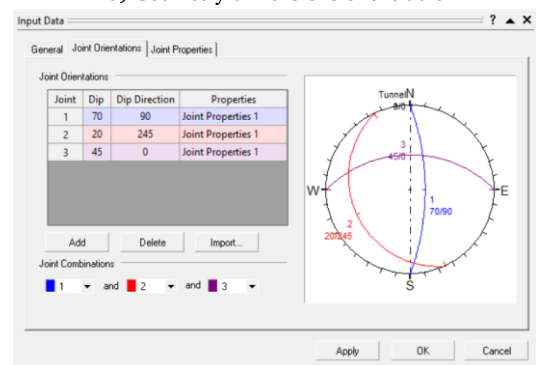 Input Data
? ▲ X
General Joint Orientations Joint Properties
Joint Orientations
Joint Dip Dip Direction Properties
1 70 90 Joint Properties 1
2 20 245 Joint Properties 1
3 45 0 Joint Properties 1
Add Delete Import...
Joint Combinations
1 and 2 and 3
Tunnel N
0/0
3
45/0
W E
1
70/90
2
20/245
S
Apply OK Cancel